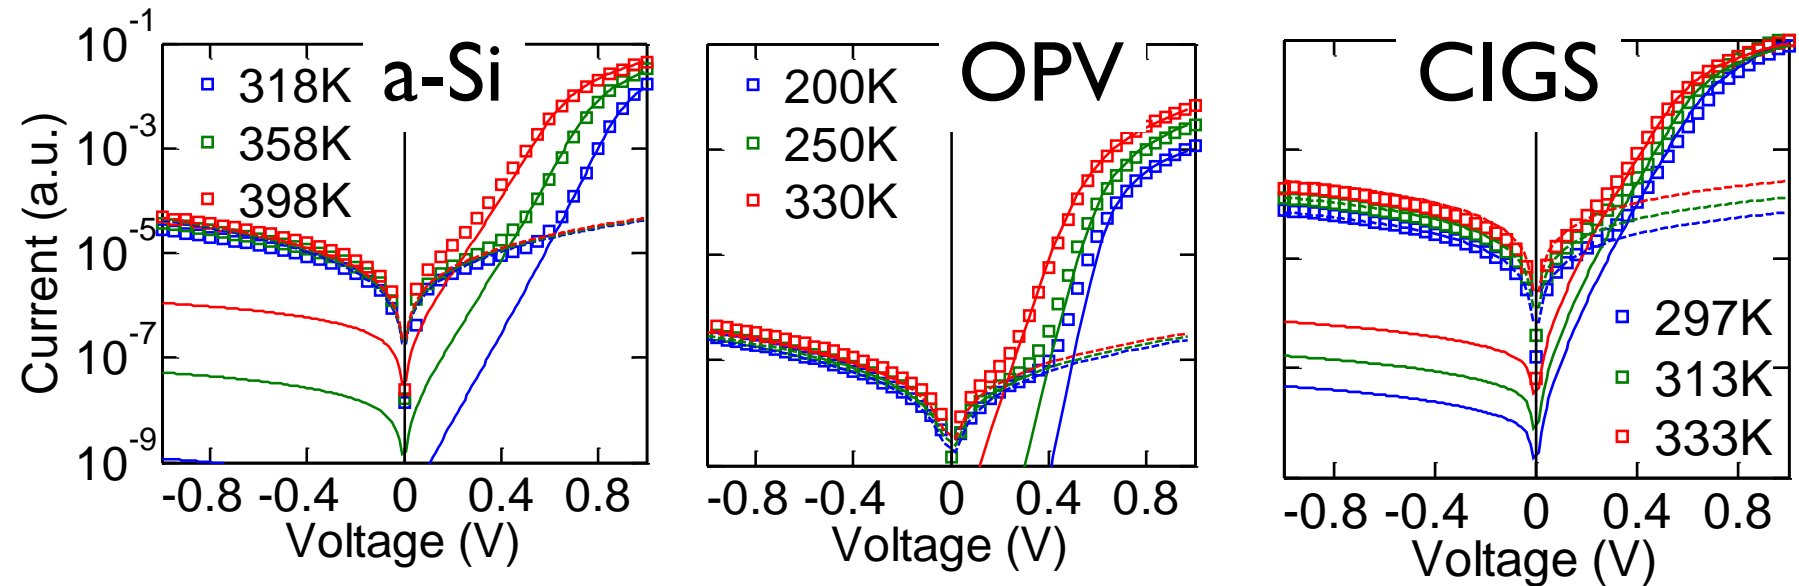 Current (a.u.)
10^-1
10^-3
10^-5
10^-7
10^-9
a-Si
318K
358K
398K
-0.8 -0.4 0 0.4 0.8
Voltage (V)
OPV
200K
250K
330K
-0.8 -0.4 0 0.4 0.8
Voltage (V)
CIGS
297K
313K
333K
-0.8 -0.4 0 0.4 0.8
Voltage (V)